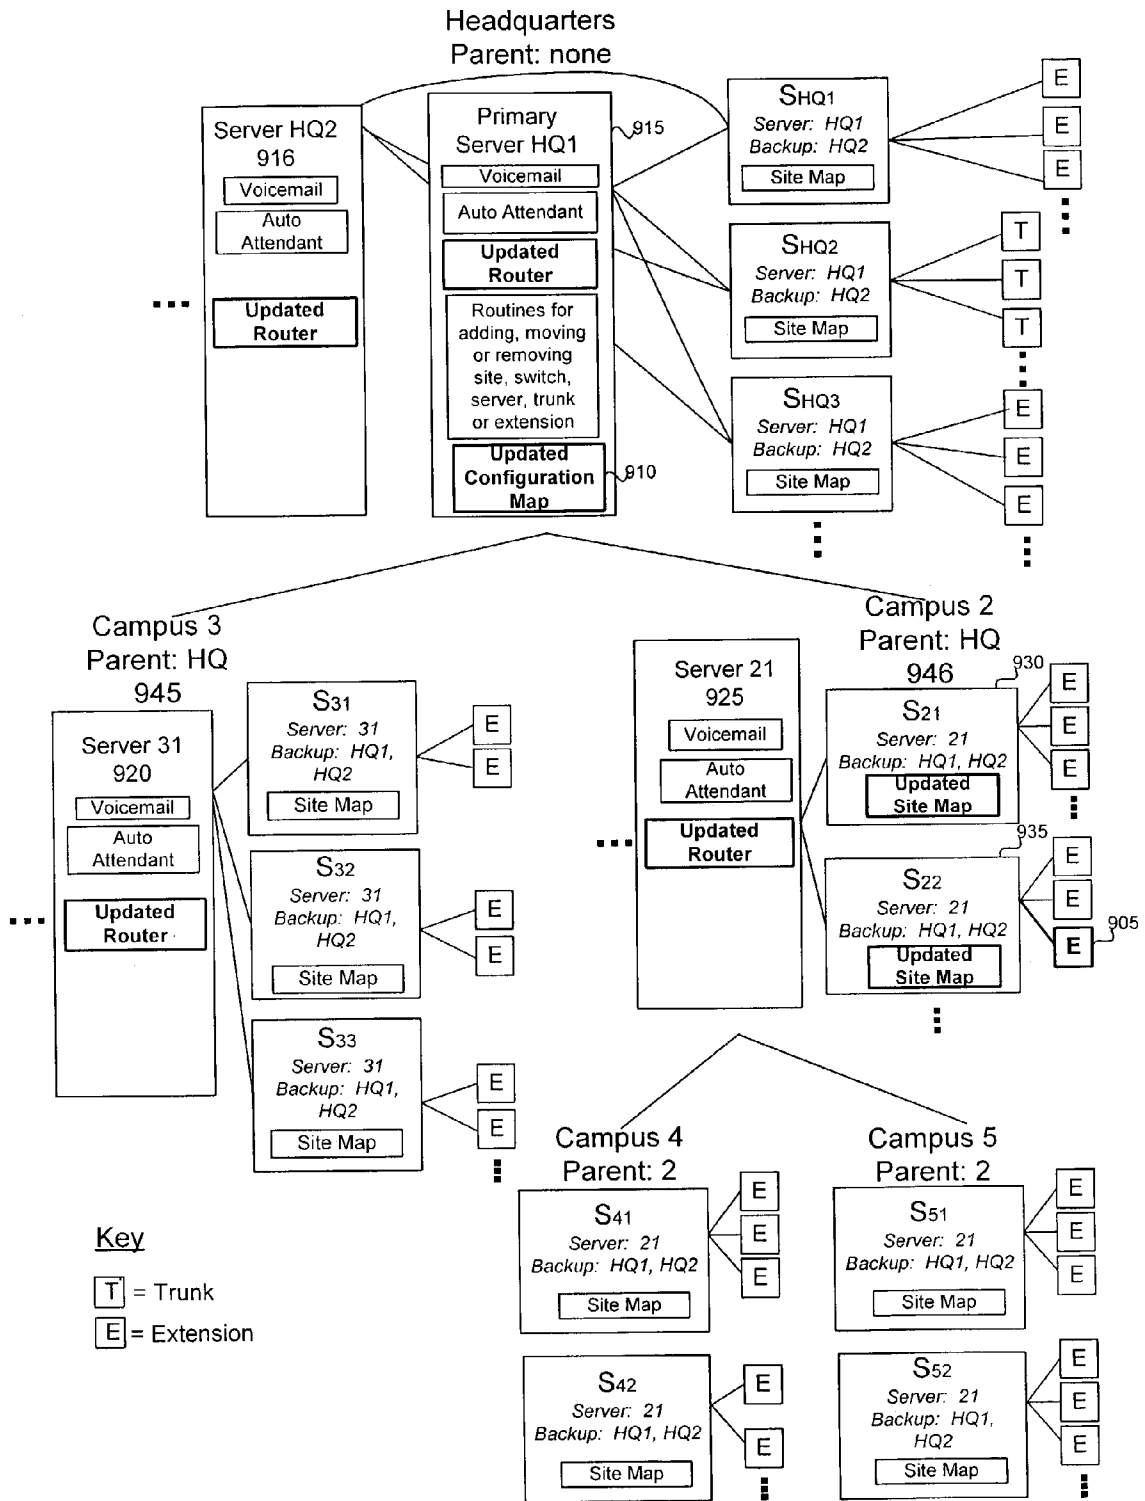 Headquarters
Parent: none
Server HQ2
916
Voicemail
Auto
Attendant
Updated
Router
Primary
Server HQ1
915
Voicemail
Auto Attendant
Updated
Router
Routines for
adding, moving
or removing
site, switch,
server, trunk
or extension
Updated
Configuration
Map
910
SHQ1
Server: HQ1
Backup: HQ2
Site Map
E
E
E
SHQ2
Server: HQ1
Backup: HQ2
Site Map
T
T
T
SHQ3
Server: HQ1
Backup: HQ2
Site Map
E
E
E
Campus 3
Parent: HQ
945
Server 31
920
Voicemail
Auto
Attendant
Updated
Router
S31
Server: 31
Backup: HQ1,
HQ2
Site Map
E
E
S32
Server: 31
Backup: HQ1,
HQ2
Site Map
E
E
S33
Server: 31
Backup: HQ1,
HQ2
Site Map
E
E
Campus 2
Parent: HQ
946
Server 21
925
Voicemail
Auto
Attendant
Updated
Router
930
S21
Server: 21
Backup: HQ1, HQ2
Updated
Site Map
E
E
E
935
S22
Server: 21
Backup: HQ1, HQ2
Updated
Site Map
E
E
E
905
Campus 4
Parent: 2
S41
Server: 21
Backup: HQ1, HQ2
Site Map
E
E
E
S42
Server: 21
Backup: HQ1, HQ2
Site Map
E
E
Campus 5
Parent: 2
S51
Server: 21
Backup: HQ1, HQ2
Site Map
E
E
E
S52
Server: 21
Backup: HQ1,
HQ2
Site Map
E
E
E
Key
T = Trunk
E = Extension